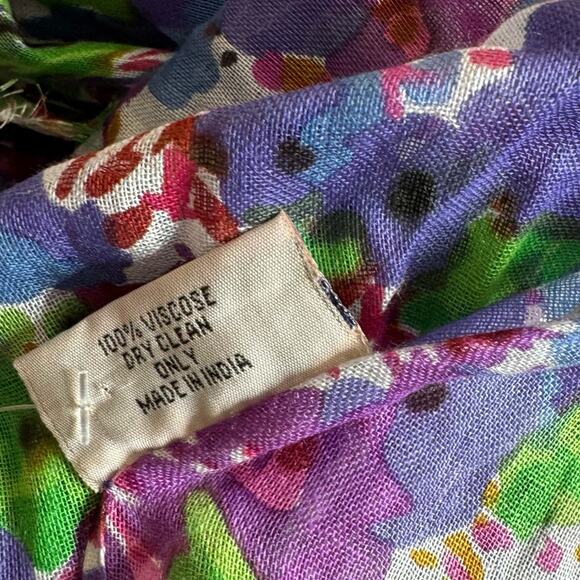 100% VISCOSE
DRY CLEAN
ONLY
MADE IN INDIA